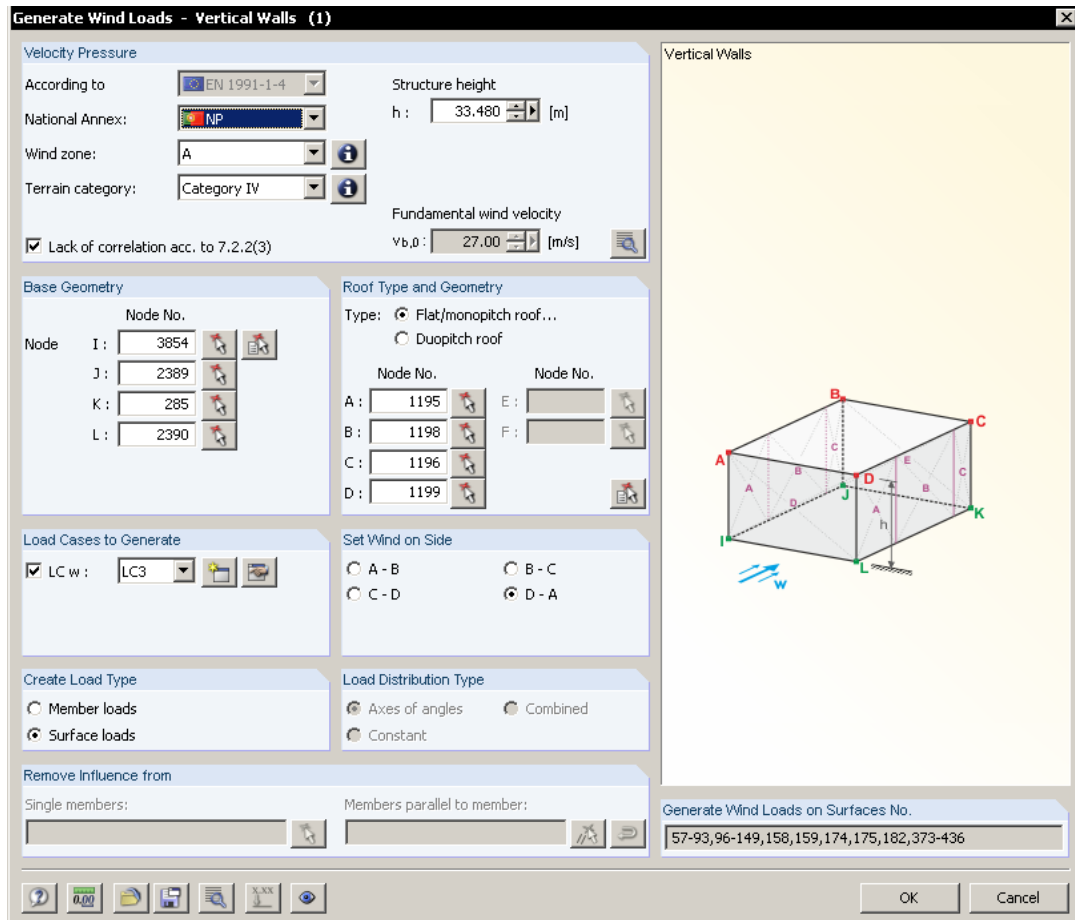 Generate Wind Loads - Vertical Walls (1)
Velocity Pressure
According to
EN 1991-1-4
National Annex:
NP
Wind zone:
A
Terrain category:
Category IV
Lack of correlation acc. to 7.2.2(3)
Structure height
h :
33.480
[m]
Fundamental wind velocity
vb,0 :
27.00
[m/s]
Base Geometry
Node No.
Node
I :
3854
J :
2389
K :
285
L :
2390
Roof Type and Geometry
Type:
Flat/monopitch roof...
Duopitch roof
Node No.
Node No.
A :
1195
E :
B :
1198
F :
C :
1196
D :
1199
Load Cases to Generate
LC w :
LC3
Set Wind on Side
A - B
B - C
C - D
D - A
Create Load Type
Member loads
Surface loads
Load Distribution Type
Axes of angles
Combined
Constant
Remove Influence from
Single members:
Members parallel to member:
0.00
x.xx
Vertical Walls
B
C
A
D
C
B
E
C
A
B
D
A
J
h
K
I
L
w
Generate Wind Loads on Surfaces No.
57-93,96-149,158,159,174,175,182,373-436
OK
Cancel